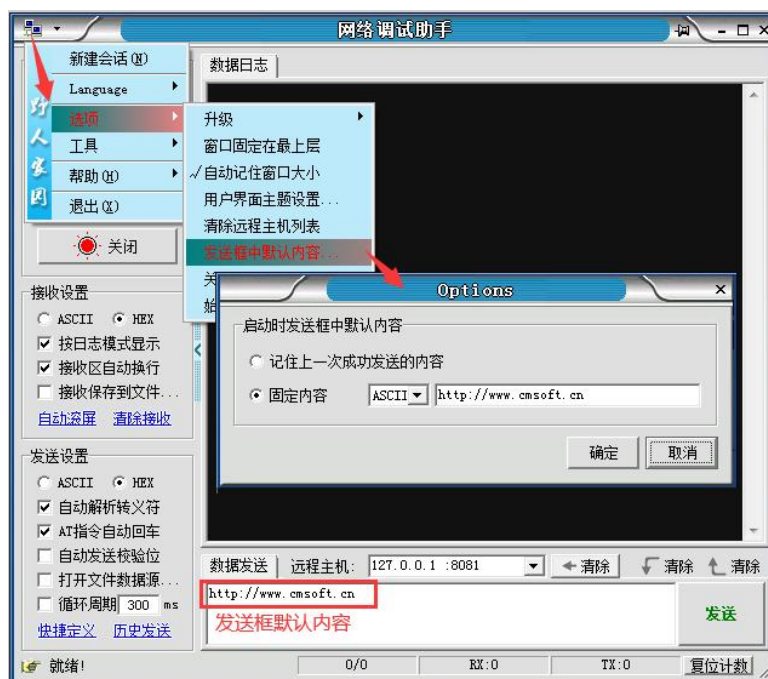 网络调试助手
新建会话(N)
Language
选项
工具
帮助(H)
退出(X)
野人家园
升级
窗口固定在最上层
√自动记住窗口大小
用户界面主题设置...
清除远程主机列表
发送框中默认内容...
关
始
数据日志
关闭
Options
启动时发送框中默认内容
记住上一次成功发送的内容
固定内容 ASCII http://www.cmsoft.cn
确定 取消
接收设置
ASCII HEX
按日志模式显示
接收区自动换行
接收保存到文件...
自动滚屏 清除接收
发送设置
ASCII HEX
自动解析转义符
AT指令自动回车
自动发送校验位
打开文件数据源...
循环周期 300 ms
快捷定义 历史发送
数据发送 远程主机: 127.0.0.1 :8081 清除 清除 清除
http://www.cmsoft.cn
发送框默认内容
发送
就绪! 0/0 RX:0 TX:0 复位计数